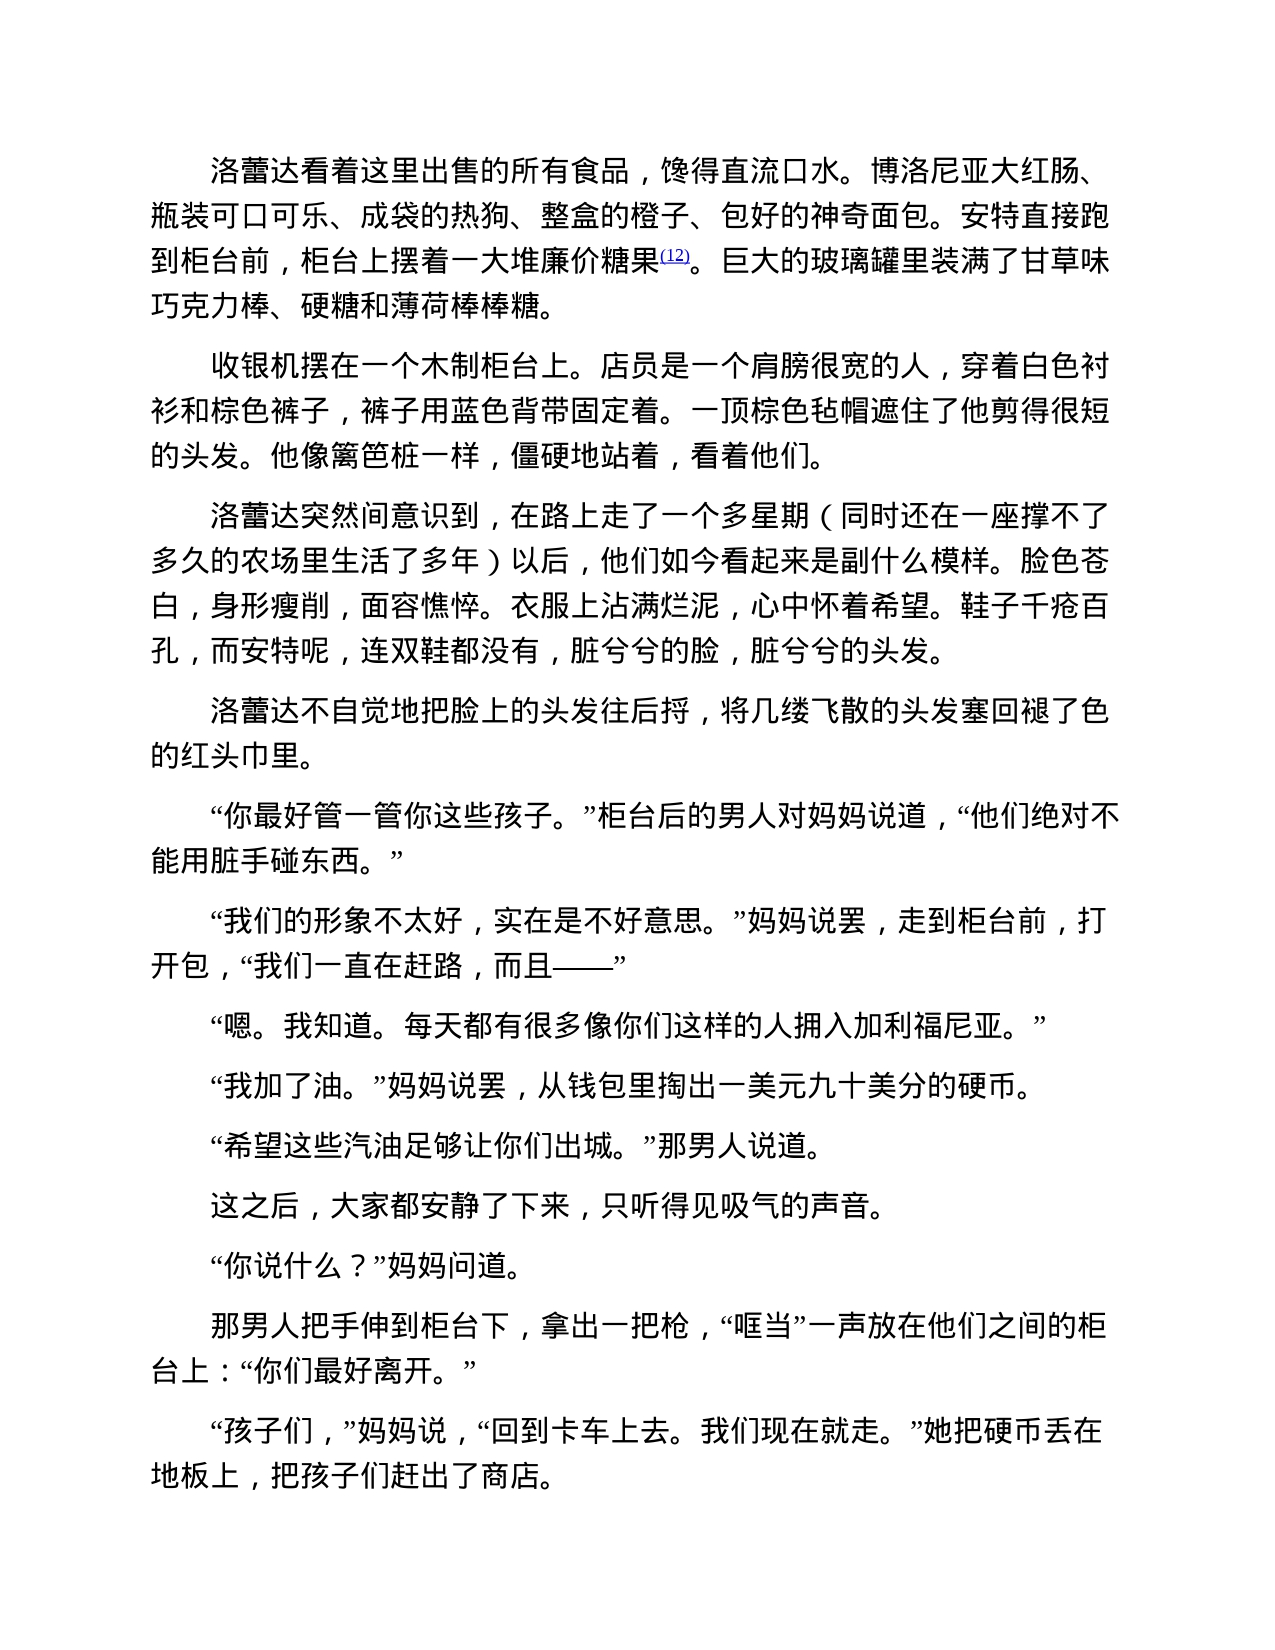 洛蕾达看着这里出售的所有食品，馋得直流口水。博洛尼亚大红肠、
瓶装可口可乐、成袋的热狗、整盒的橙子、包好的神奇面包。安特直接跑
到柜台前，柜台上摆着一大堆廉价糖果(12)。巨大的玻璃罐里装满了甘草味
巧克力棒、硬糖和薄荷棒棒糖。
收银机摆在一个木制柜台上。店员是一个肩膀很宽的人，穿着白色衬
衫和棕色裤子，裤子用蓝色背带固定着。一顶棕色毡帽遮住了他剪得很短
的头发。他像篱笆桩一样，僵硬地站着，看着他们。
洛蕾达突然间意识到，在路上走了一个多星期（同时还在一座撑不了
多久的农场里生活了多年）以后，他们如今看起来是副什么模样。脸色苍
白，身形瘦削，面容憔悴。衣服上沾满烂泥，心中怀着希望。鞋子千疮百
孔，而安特呢，连双鞋都没有，脏兮兮的脸，脏兮兮的头发。
洛蕾达不自觉地把脸上的头发往后捋，将几缕飞散的头发塞回褪了色
的红头巾里。
“你最好管一管你这些孩子。”柜台后的男人对妈妈说道，“他们绝对不
能用脏手碰东西。”
“我们的形象不太好，实在是不好意思。”妈妈说罢，走到柜台前，打
开包，“我们一直在赶路，而且——”
“嗯。我知道。每天都有很多像你们这样的人拥入加利福尼亚。”
“我加了油。”妈妈说罢，从钱包里掏出一美元九十美分的硬币。
“希望这些汽油足够让你们出城。”那男人说道。
这之后，大家都安静了下来，只听得见吸气的声音。
“你说什么？”妈妈问道。
那男人把手伸到柜台下，拿出一把枪，“哐当”一声放在他们之间的柜
台上：“你们最好离开。”
“孩子们，”妈妈说，“回到卡车上去。我们现在就走。”她把硬币丢在
地板上，把孩子们赶出了商店。